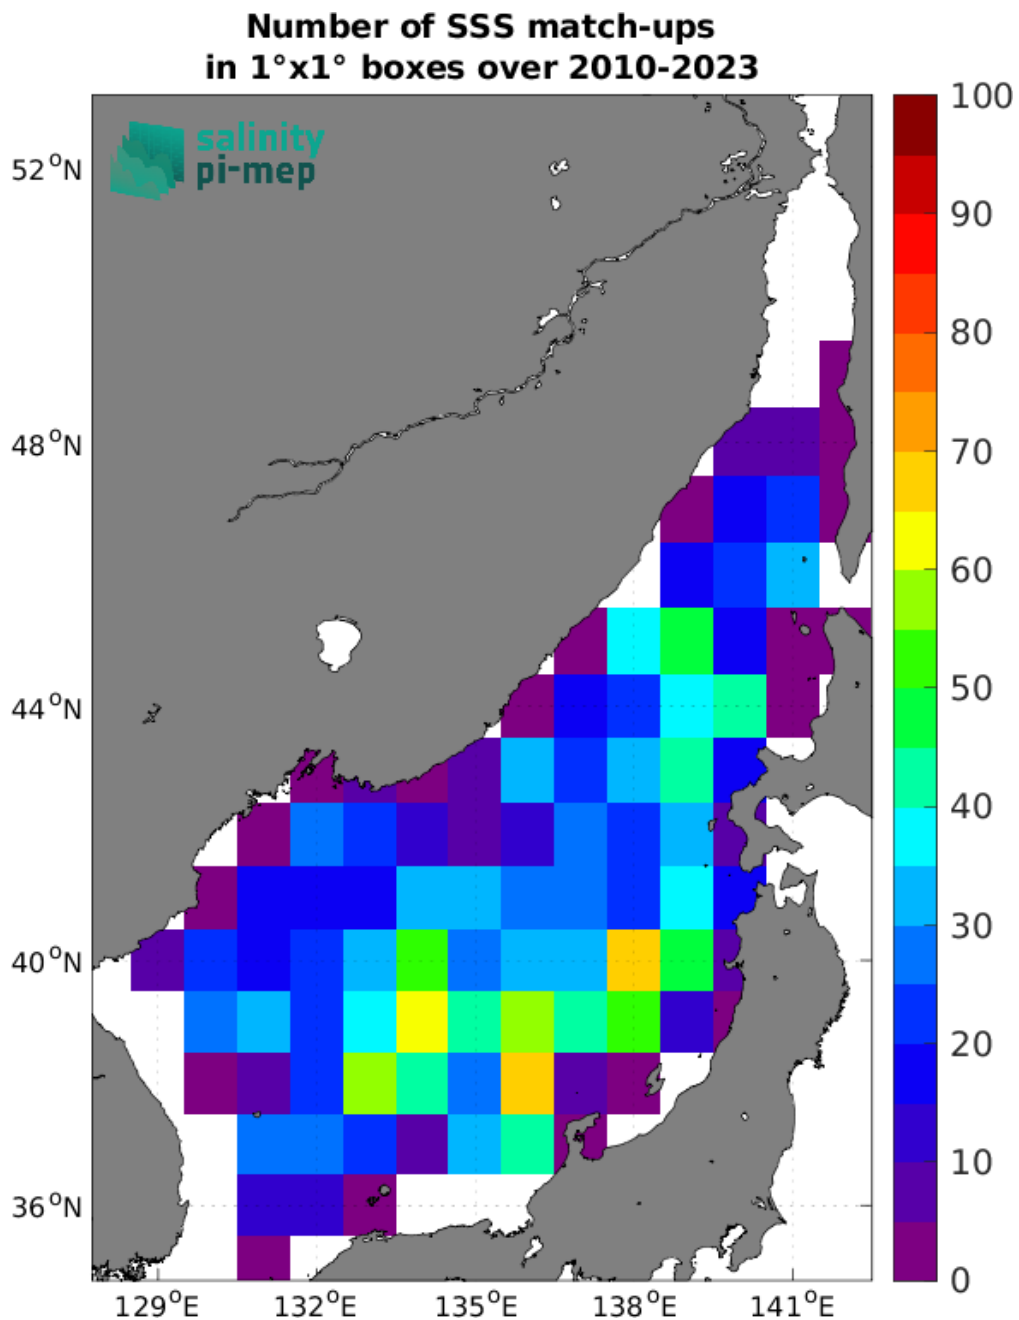 Number of SSS match-ups
in 1°x1° boxes over 2010-2023
salinity
pi-mep
52°N
48°N
44°N
40°N
36°N
129°E
132°E
135°E
138°E
141°E
100
90
80
70
60
50
40
30
20
10
0